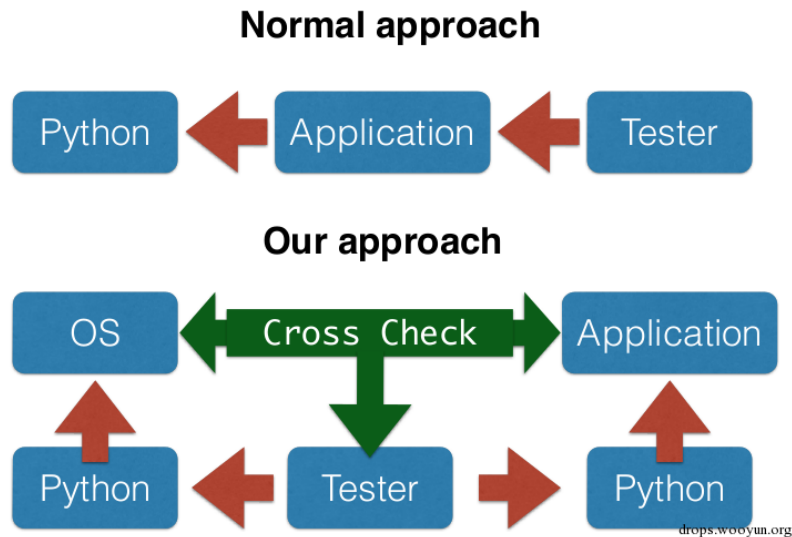 Normal approach
Python Application Tester
Our approach
OS Cross Check Application
Python Tester Python
drops.wooyun.org